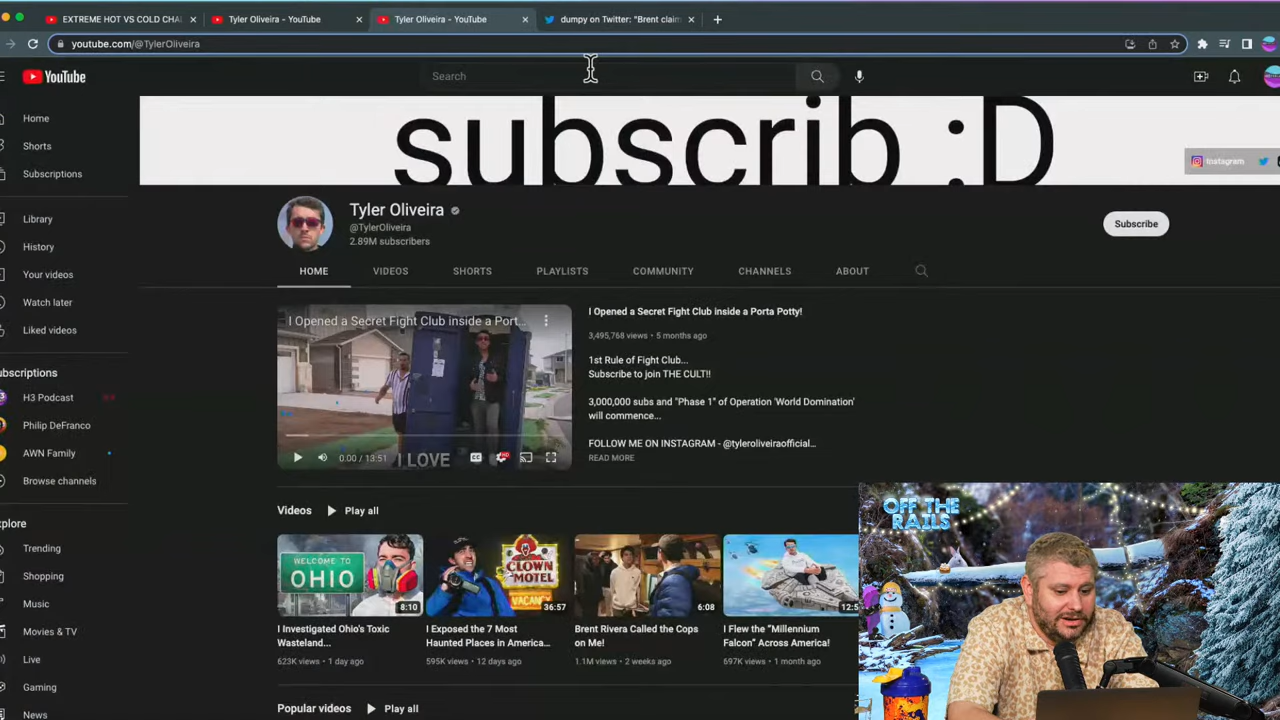 EXTREME HOT VS COLD CHA
Tyler Oliveira - YouTube
Tyler Oliveira - YouTube
dumpy on Twitter: "Brent claim
youtube.com/@TylerOliveira
YouTube
Search
Home
Shorts
Subscriptions
Library
History
Your videos
Watch later
Liked videos
ubscriptions
H3 Podcast
Philip DeFranco
AWN Family
Browse channels
xplore
Trending
Shopping
Music
Movies & TV
Live
Gaming
News
subscrib :D
Instagram
Tyler Oliveira
@TylerOliveira
2.89M subscribers
Subscribe
HOME
VIDEOS
SHORTS
PLAYLISTS
COMMUNITY
CHANNELS
ABOUT
I Opened a Secret Fight Club inside a Port...
0:00 / 13:51
I LOVE
I Opened a Secret Fight Club inside a Porta Potty!
3,495,768 views • 5 months ago
1st Rule of Fight Club...
Subscribe to join THE CULT!!
3,000,000 subs and "Phase 1" of Operation 'World Domination'
will commence...
FOLLOW ME ON INSTAGRAM - @tyleroliveiraofficial...
READ MORE
Videos
Play all
WELCOME TO
OHIO
8:10
I Investigated Ohio's Toxic
Wasteland...
623K views • 1 day ago
CLOWN
MOTEL
VACANCY
36:57
I Exposed the 7 Most
Haunted Places in America...
595K views • 12 days ago
6:08
Brent Rivera Called the Cops
on Me!
1.1M views • 2 weeks ago
12:5
I Flew the "Millennium
Falcon" Across America!
697K views • 1 month ago
Popular videos
Play all
OFF THE
RAILS